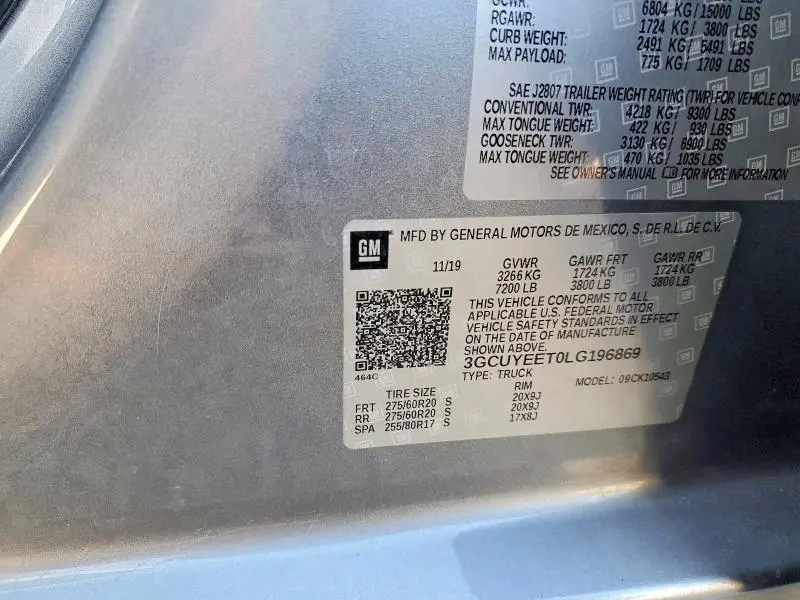 GCWR: 6804 KG/ 15000 LBS
RGAWR: 1724 KG / 3800 LBS
CURB WEIGHT: 2491 KG/ 5491 LBS
MAX PAYLOAD: 775 KG/ 1709 LBS
SAE J2807 TRAILER WEIGHT RATING (TWR) FOR VEHICLE
CONVENTIONAL TWR: 4218 KG / 9300 LBS
MAX TONGUE WEIGHT: 422 KG / 930 LBS
GOOSENECK TWR: 3130 KG / 6900 LBS
MAX TONGUE WEIGHT: 470 KG / 1035 LBS
SEE OWNER'S MANUAL FOR MORE INFORMATION
GM MFD BY GENERAL MOTORS DE MEXICO, S. DE R.L. DE C.V.
11/19 GVWR GAWR FRT GAWR RR
3266 KG 1724 KG 1724 KG
7200 LB 3800 LB 3800 LB
THIS VEHICLE CONFORMS TO ALL
APPLICABLE U.S. FEDERAL MOTOR
VEHICLE SAFETY STANDARDS IN EFFECT
ON THE DATE OF MANUFACTURE
SHOWN ABOVE.
3GCUYEET0LG196869
464C TYPE: TRUCK MODEL: 09CK10543
TIRE SIZE RIM
FRT 275/60R20 S 20X9J
RR 275/60R20 S 20X9J
SPA 255/80R17 S 17X8J